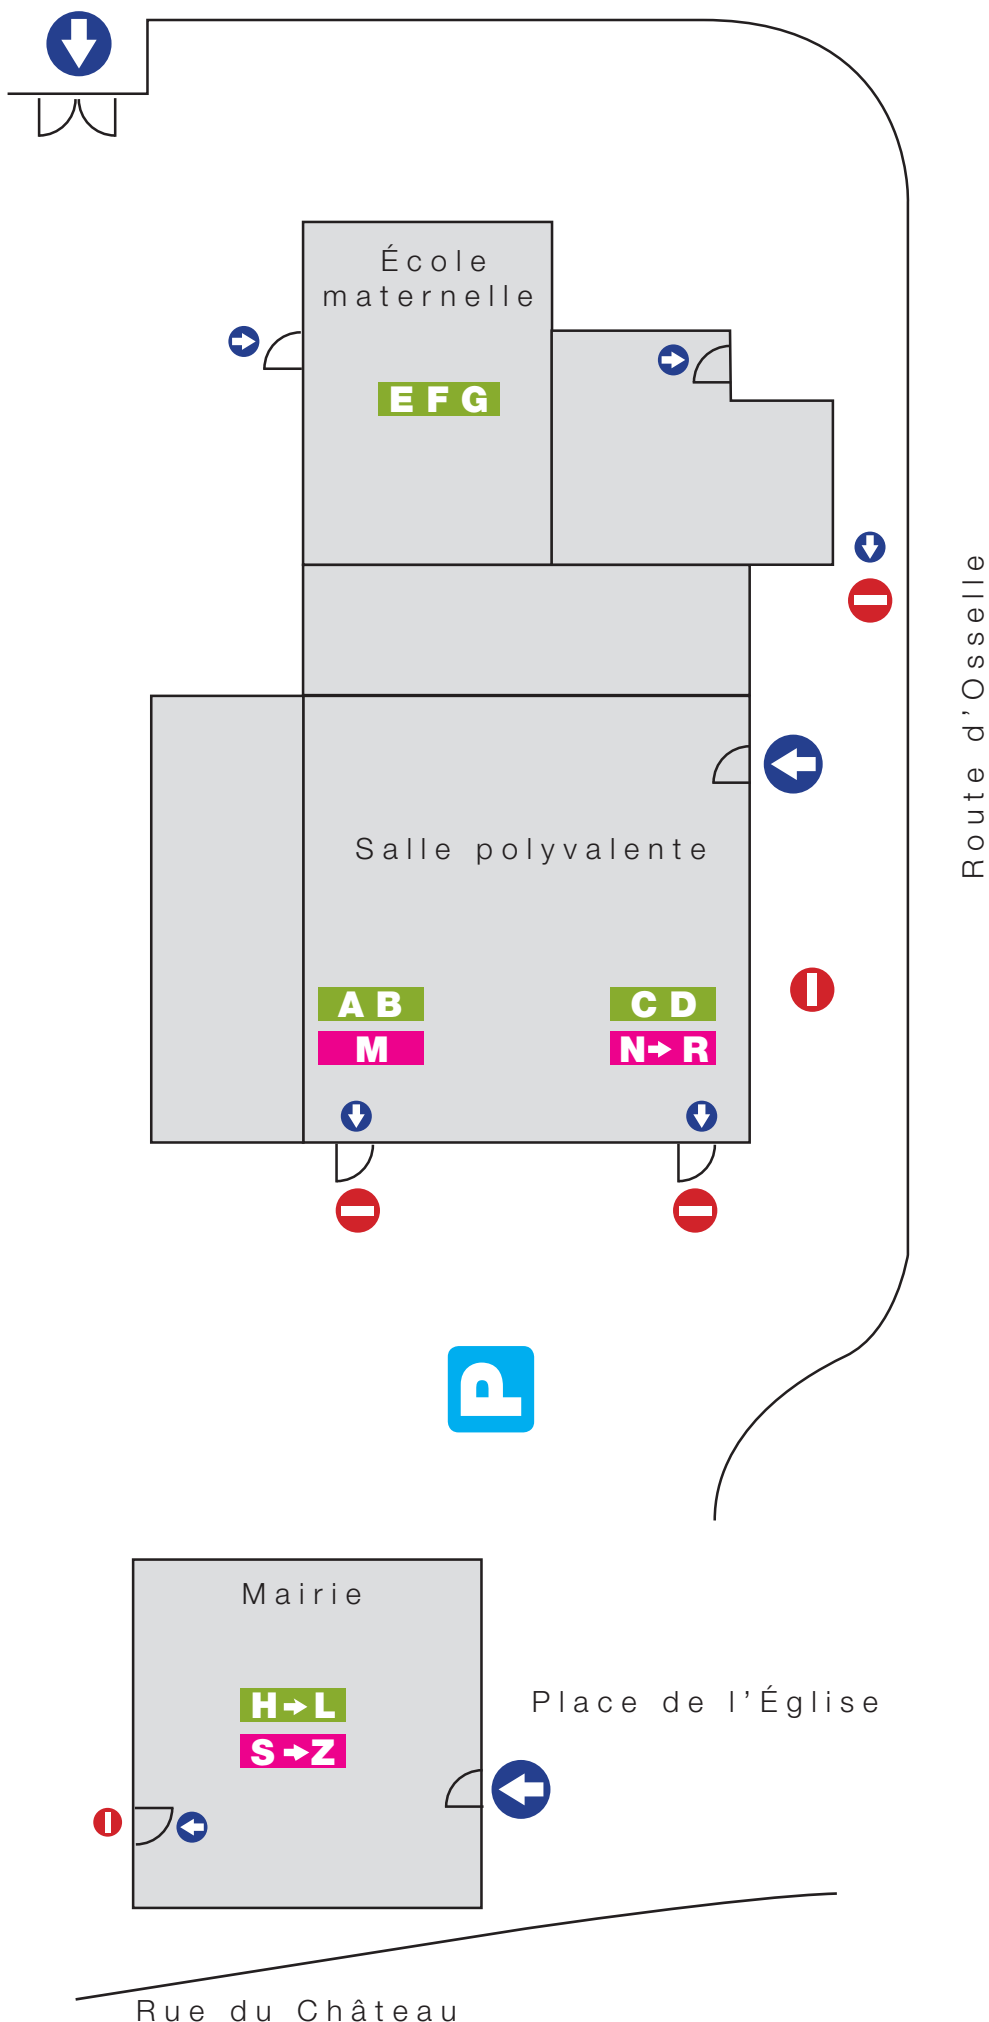 École
maternelle
E F G
Route d’Osselle
Salle polyvalente
A B
C D
M
N→R
P
Mairie
H→L
S→Z
Place de l’Église
Rue du Château